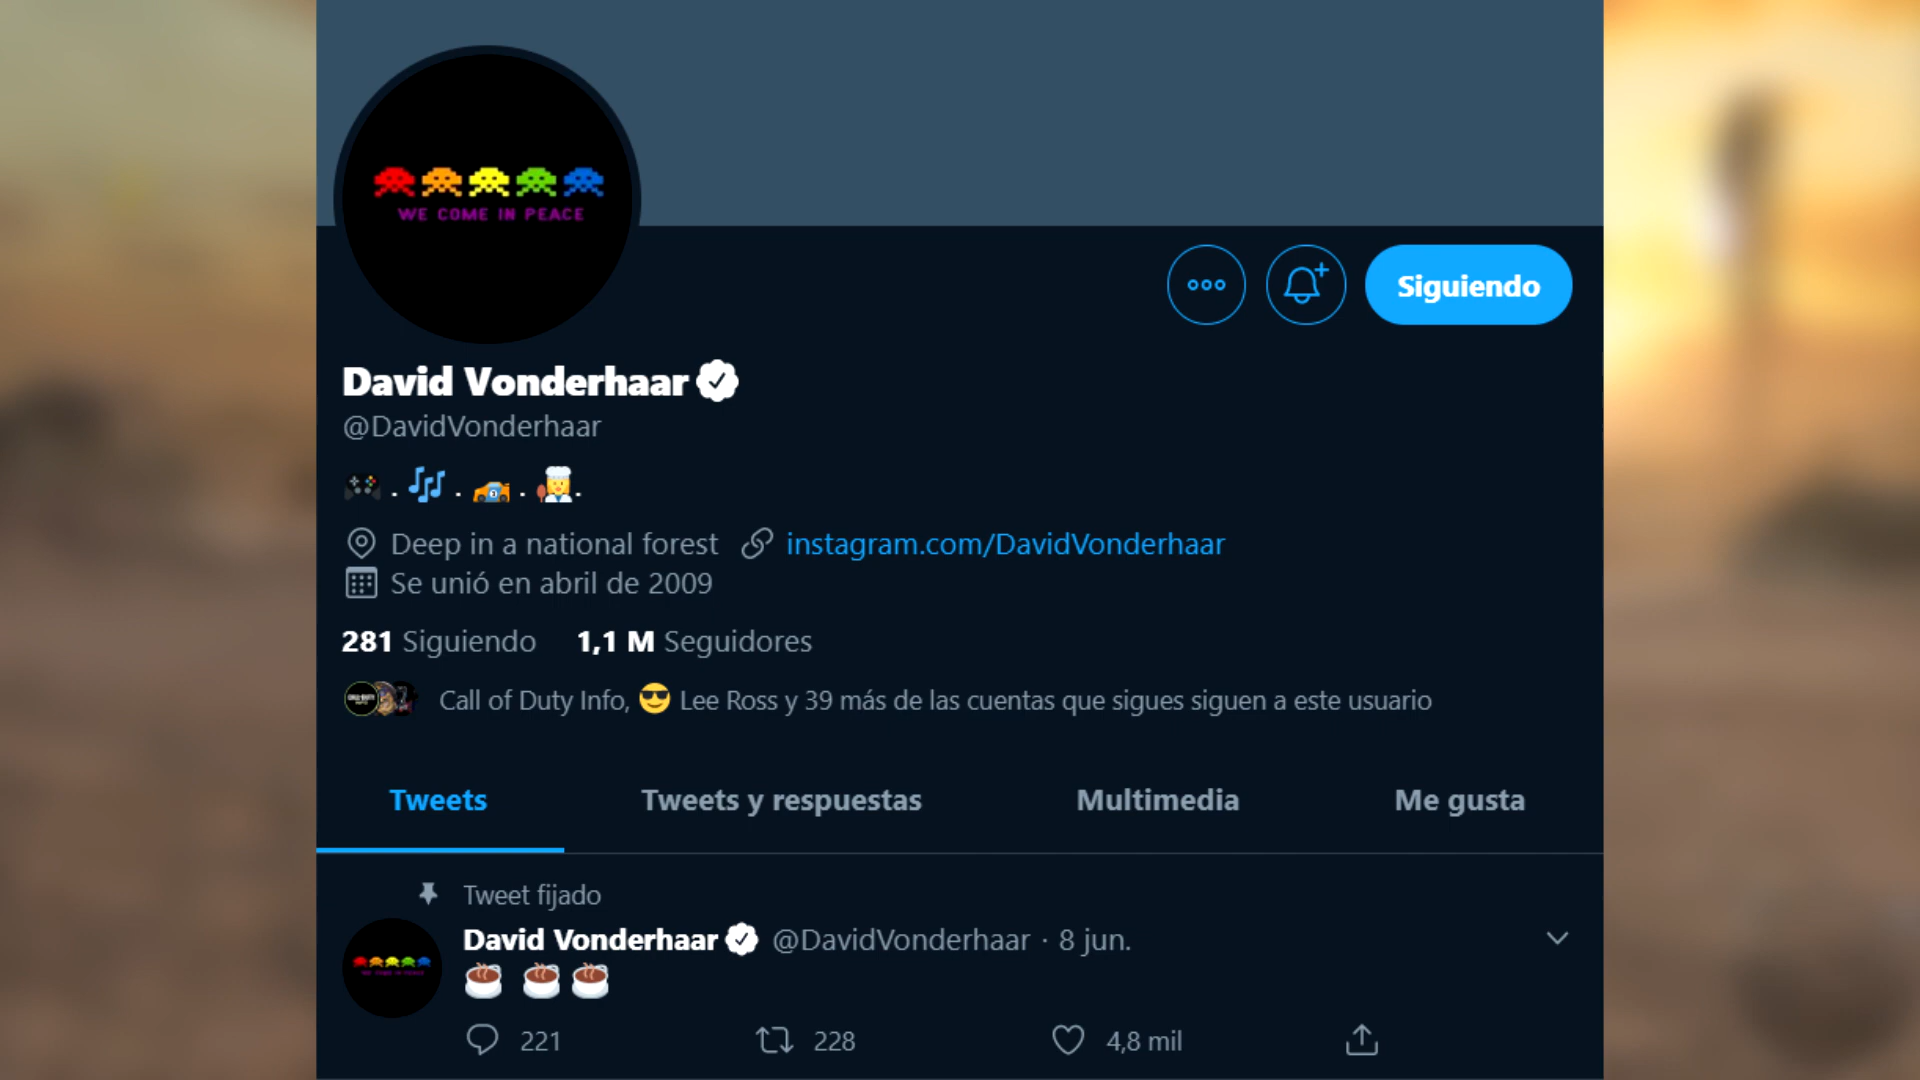 WE COME IN PEACE
Siguiendo
David Vonderhaar
@DavidVonderhaar
🎮 . 🎶 . 🏎️ . 👩‍🍳.
Deep in a national forest instagram.com/DavidVonderhaar
Se unió en abril de 2009
281 Siguiendo 1,1 M Seguidores
Call of Duty Info, 😎 Lee Ross y 39 más de las cuentas que sigues siguen a este usuario
Tweets Tweets y respuestas Multimedia Me gusta
Tweet fijado
David Vonderhaar @DavidVonderhaar · 8 jun.
☕ ☕ ☕
221 228 4,8 mil